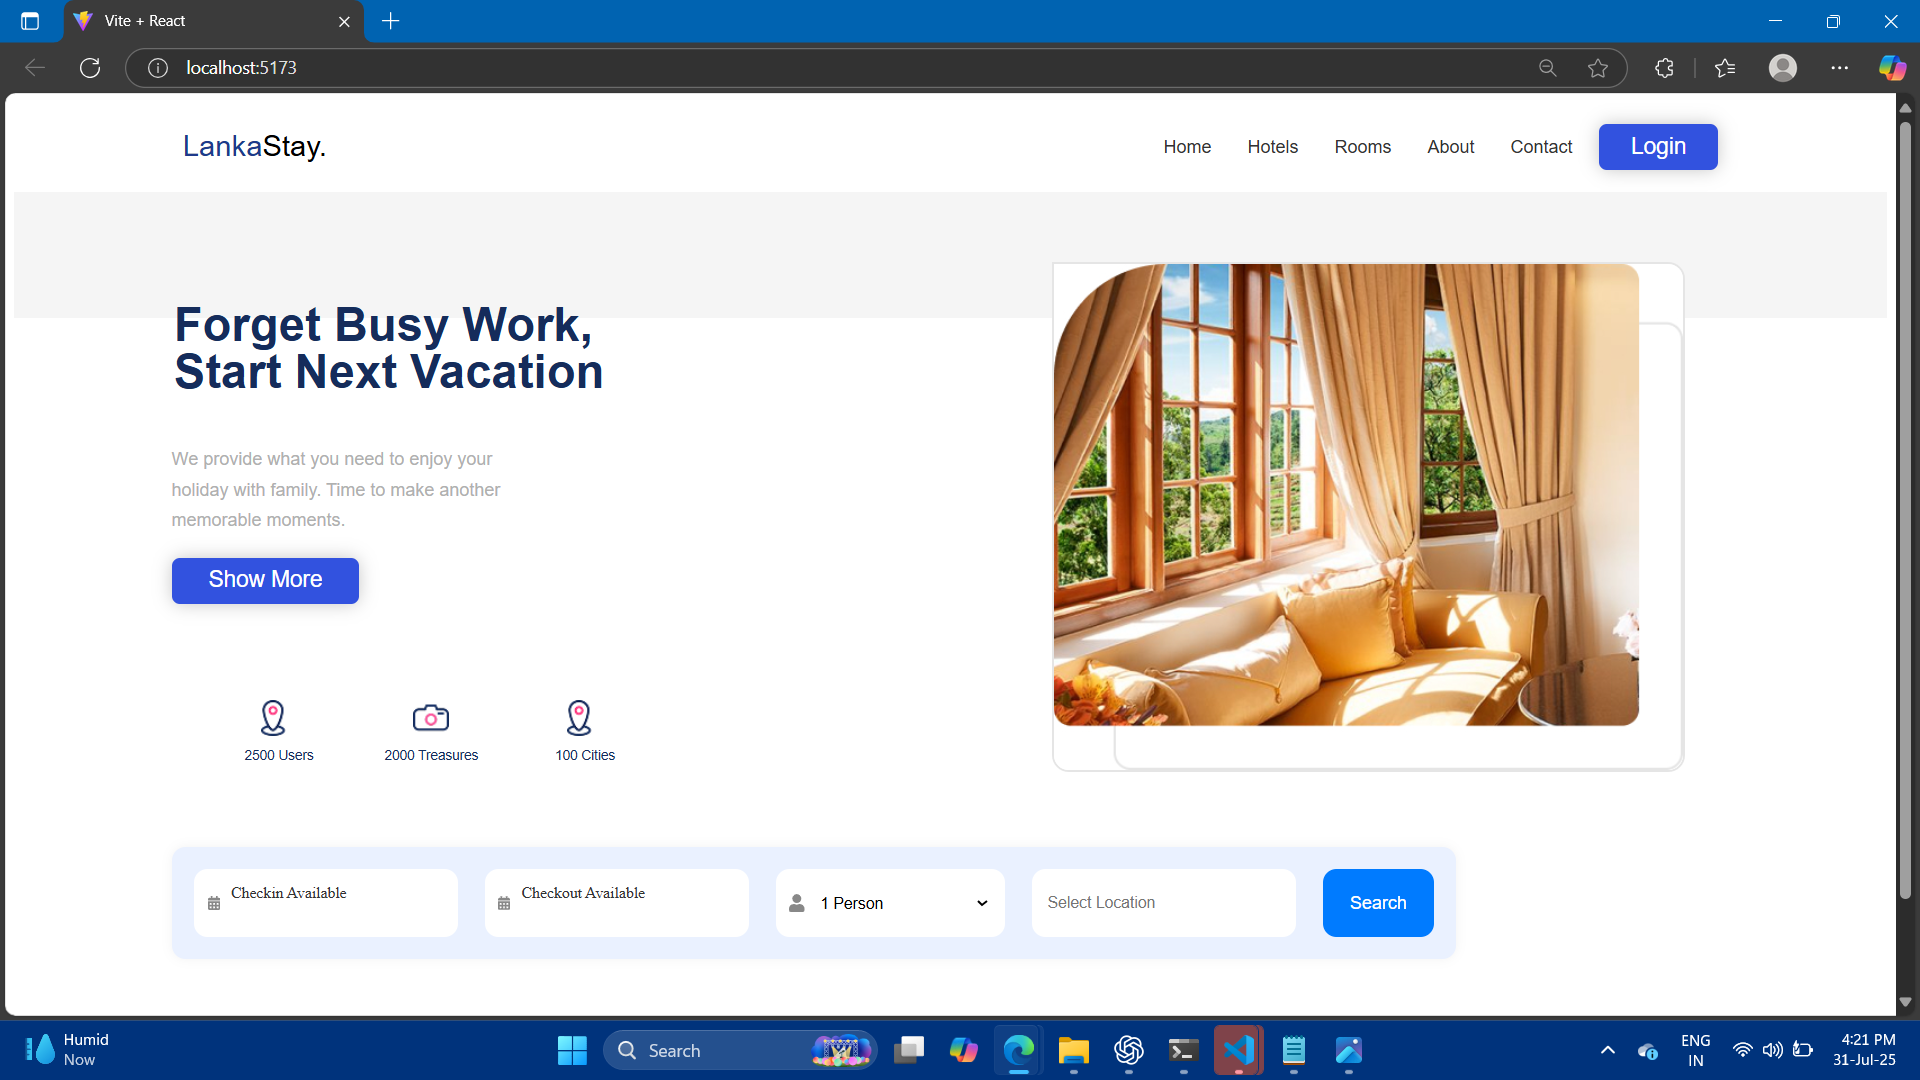 Vite + React
localhost:5173
LankaStay.
Home Hotels Rooms About Contact Login
Forget Busy Work,
Start Next Vacation
We provide what you need to enjoy your
holiday with family. Time to make another
memorable moments.
Show More
2500 Users 2000 Treasures 100 Cities
Checkin Available Checkout Available 1 Person Select Location Search
Humid
Now
Search
ENG
IN
4:21 PM
31-Jul-25